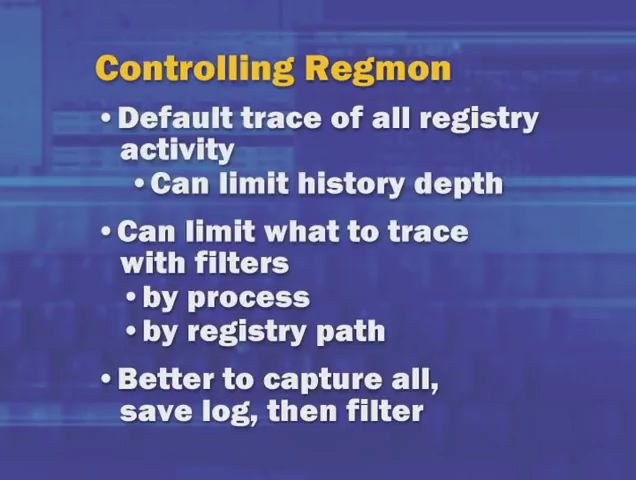 Controlling Regmon
•Default trace of all registry
activity
•Can limit history depth
•Can limit what to trace
with filters
•by process
•by registry path
•Better to capture all,
save log, then filter